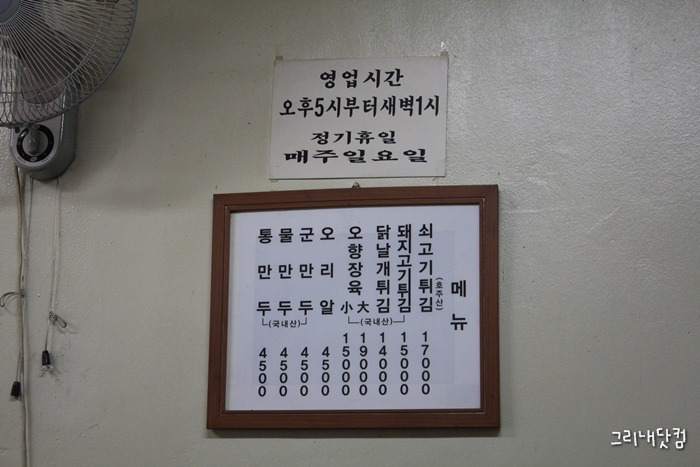 영업시간
오후5시부터새벽1시
정기휴일
매주일요일
메뉴
쇠고기튀김 (호주산) 17000
돼지고기튀김 15000
닭날개튀김 14000
오향장육 大 19000
小 15000
(국내산)
오리알 4500
군만두 4500
물만두 4500
통만두 4500
(국내산)
그리내닷컴